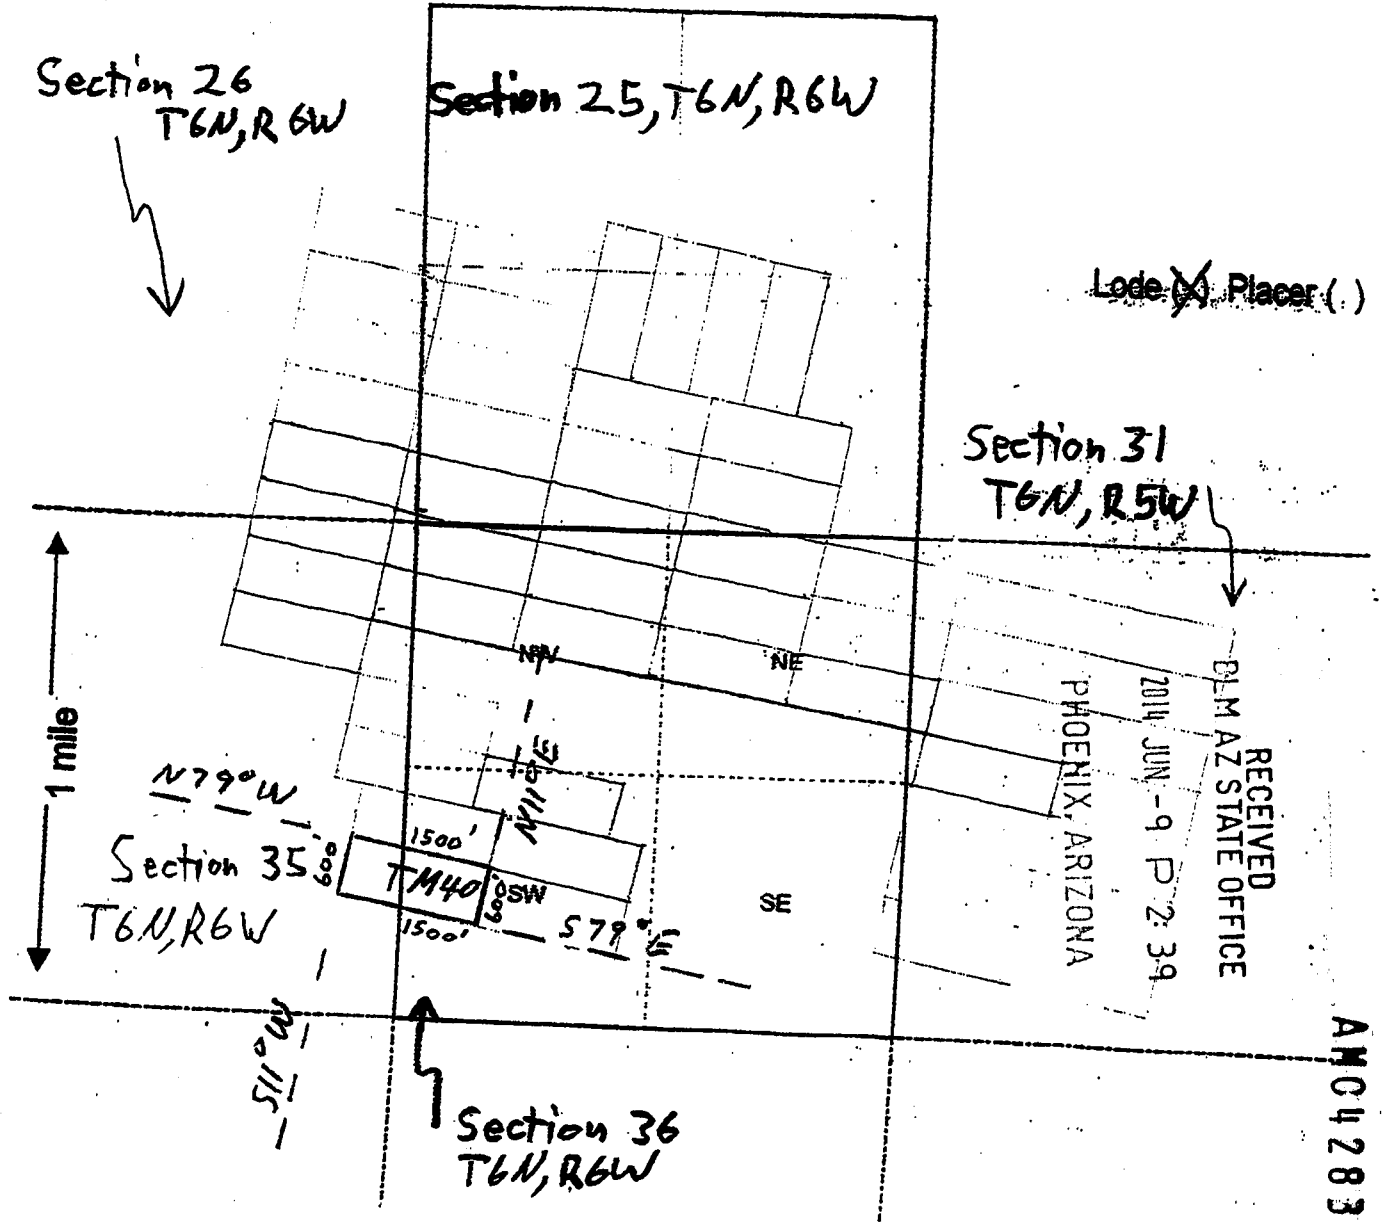 Section 26
T6N, R6W
Section 25, T6N, R6W
Lode (X) Placer ( )
Section 31
T6N, R5W
1 mile
NW
NE
N11°E
N79°W
Section 35
T6N, R6W
600'
1500'
TM40
600'
SW
1500'
S79°E
SE
S11°W
Section 36
T6N, R6W
RECEIVED
BLM AZ STATE OFFICE
2014 JUN -9 P 2:39
PHOENIX, ARIZONA
AMC4283